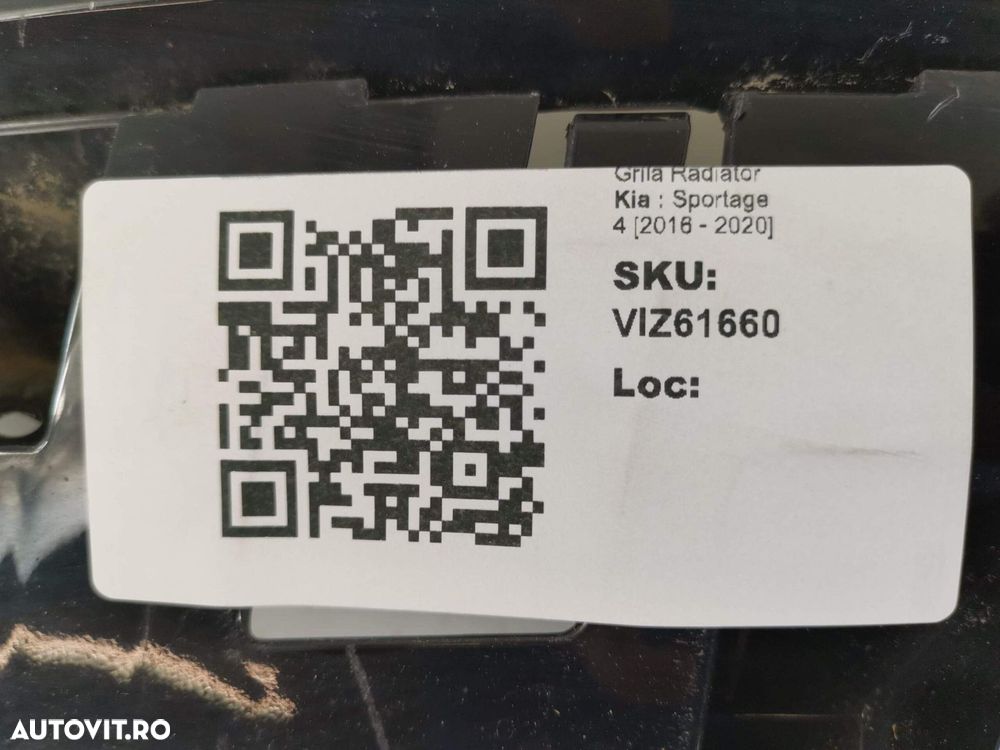 Grila Radiator
Kia : Sportage
4 [2016 - 2020]
SKU:
VIZ61660
Loc:
AUTOVIT.RO